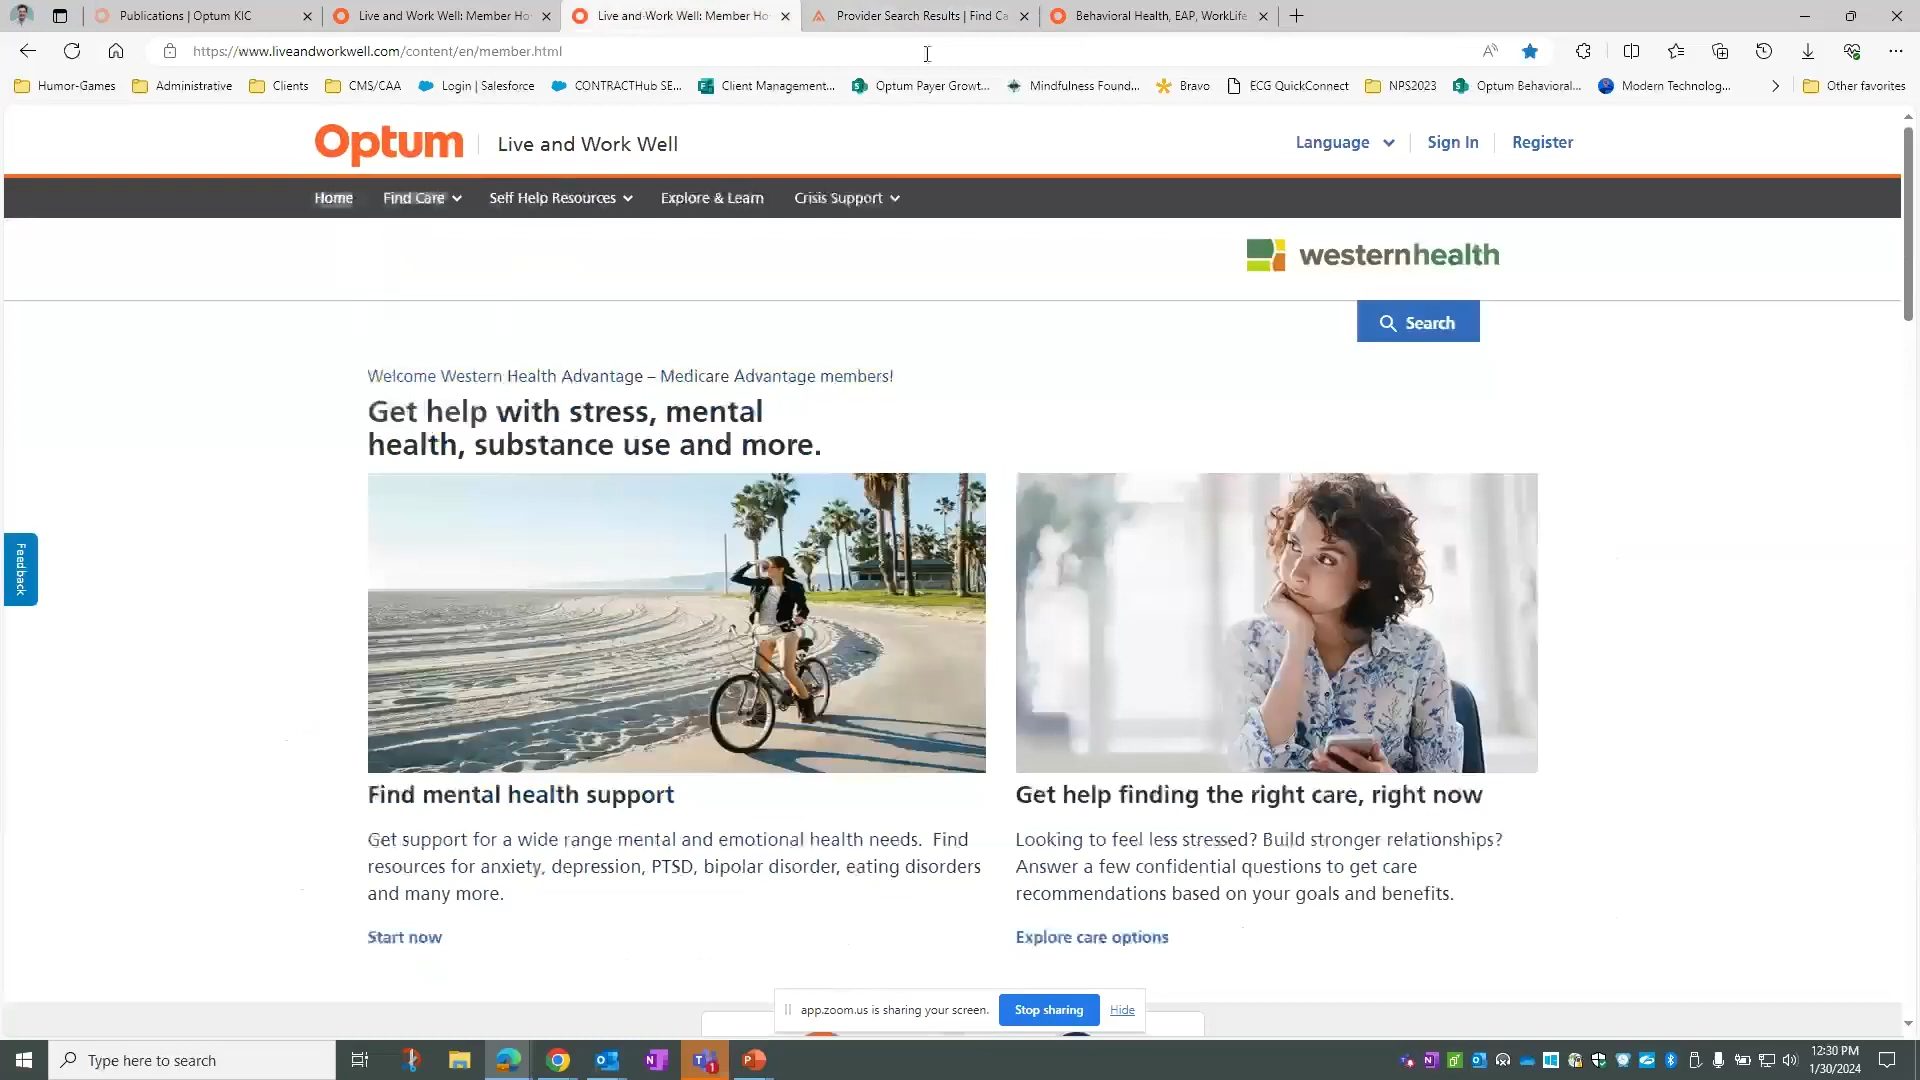 Publications | Optum KIC
Live and Work Well: Member Ho
Live and Work Well: Member Ho
Provider Search Results | Find Ca
Behavioral Health, EAP, WorkLife
https://www.liveandworkwell.com/content/en/member.html
Humor-Games
Administrative
Clients
CMS/CAA
Login | Salesforce
CONTRACTHub SE...
Client Management...
Optum Payer Growt...
Mindfulness Found...
Bravo
ECG QuickConnect
NPS2023
Optum Behavioral...
Modern Technolog...
Other favorites
Optum
Live and Work Well
Language
Sign In
Register
Home
Find Care
Self Help Resources
Explore & Learn
Crisis Support
westernhealth
Search
Welcome Western Health Advantage – Medicare Advantage members!
Get help with stress, mental
health, substance use and more.
Feedback
Find mental health support
Get support for a wide range mental and emotional health needs. Find
resources for anxiety, depression, PTSD, bipolar disorder, eating disorders
and many more.
Start now
Get help finding the right care, right now
Looking to feel less stressed? Build stronger relationships?
Answer a few confidential questions to get care
recommendations based on your goals and benefits.
Explore care options
app.zoom.us is sharing your screen.
Stop sharing
Hide
Type here to search
12:30 PM
1/30/2024